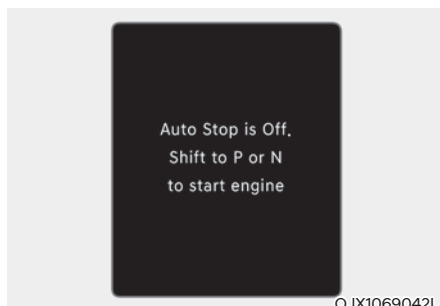 Auto Stop is Off.
Shift to P or N
to start engine
OJX1069042L